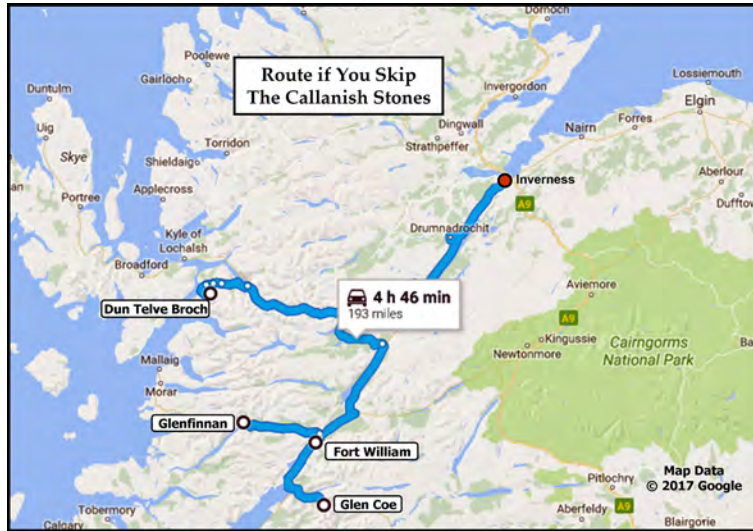 Dornoch
Poolewe
Gairloch
Route if You Skip
The Callanish Stones
Duntulm
Invergordon
Lossiemouth
Elgin
Uig
Skye
Torridon
Dingwall
Strathpeffer
Nairn
Forres
Shieldaig
Applecross
Portree
Inverness
Aberlour
Dufftow
A9
Drumnadrochit
Kyle of
Lochalsh
Broadford
4 h 46 min
193 miles
Dun Telve Broch
Aviemore
A9
Kingussie
Newtonmore
Cairngorms
National Park
Ba
Mallaig
Morar
Glenfinnan
Fort William
Map Data
© 2017 Google
Pitlochry
Glen Coe
A9
Tobermory
Aberfeldy
Calgary
Blairgorie